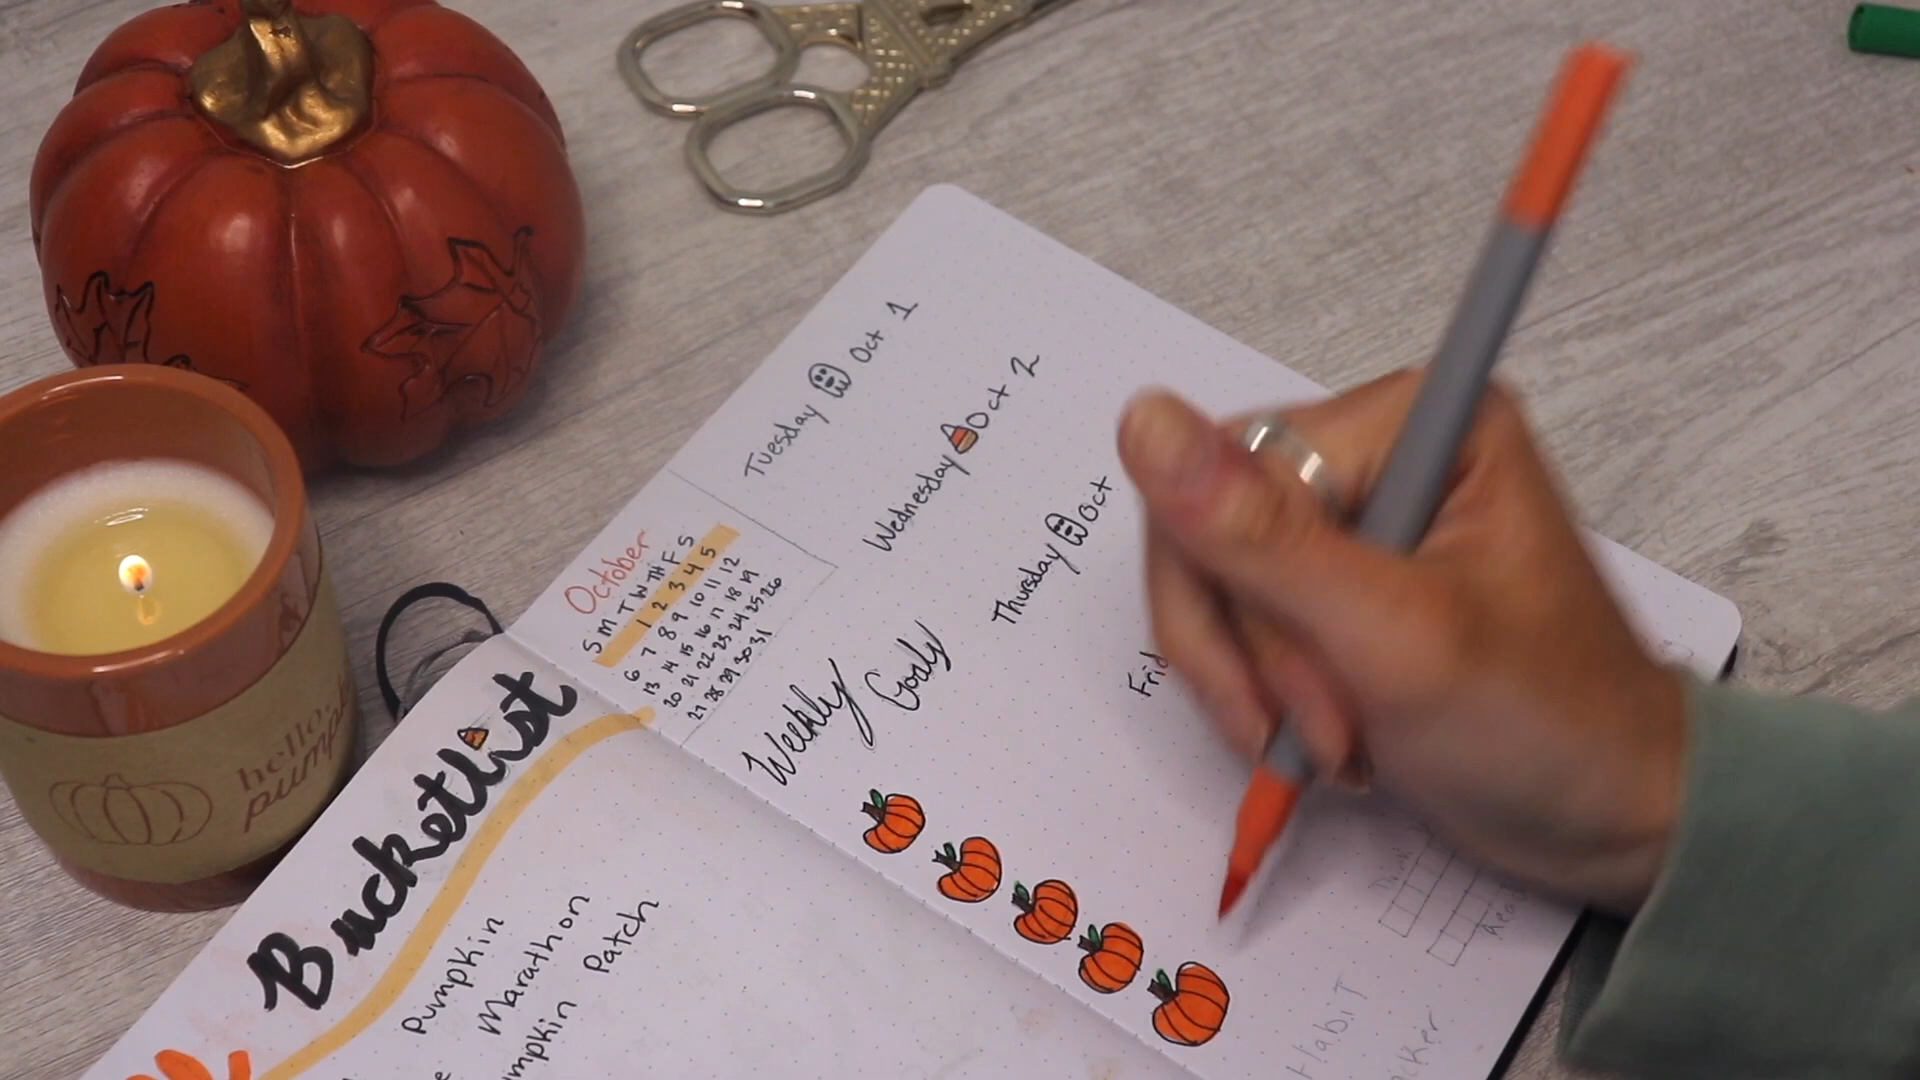 hello,
Bucketlist
Pumpkin
Marathon
Patch
October
S M T W TH F S
1 2 3 4 5
6 7 8 9 10 11 12
13 14 15 16 17 18 19
20 21 22 23 24 25 26
27 28 29 30 31
Weekly Goals
Tuesday Oct 1
Wednesday Oct 2
Thursday Oct
Frid
Habit